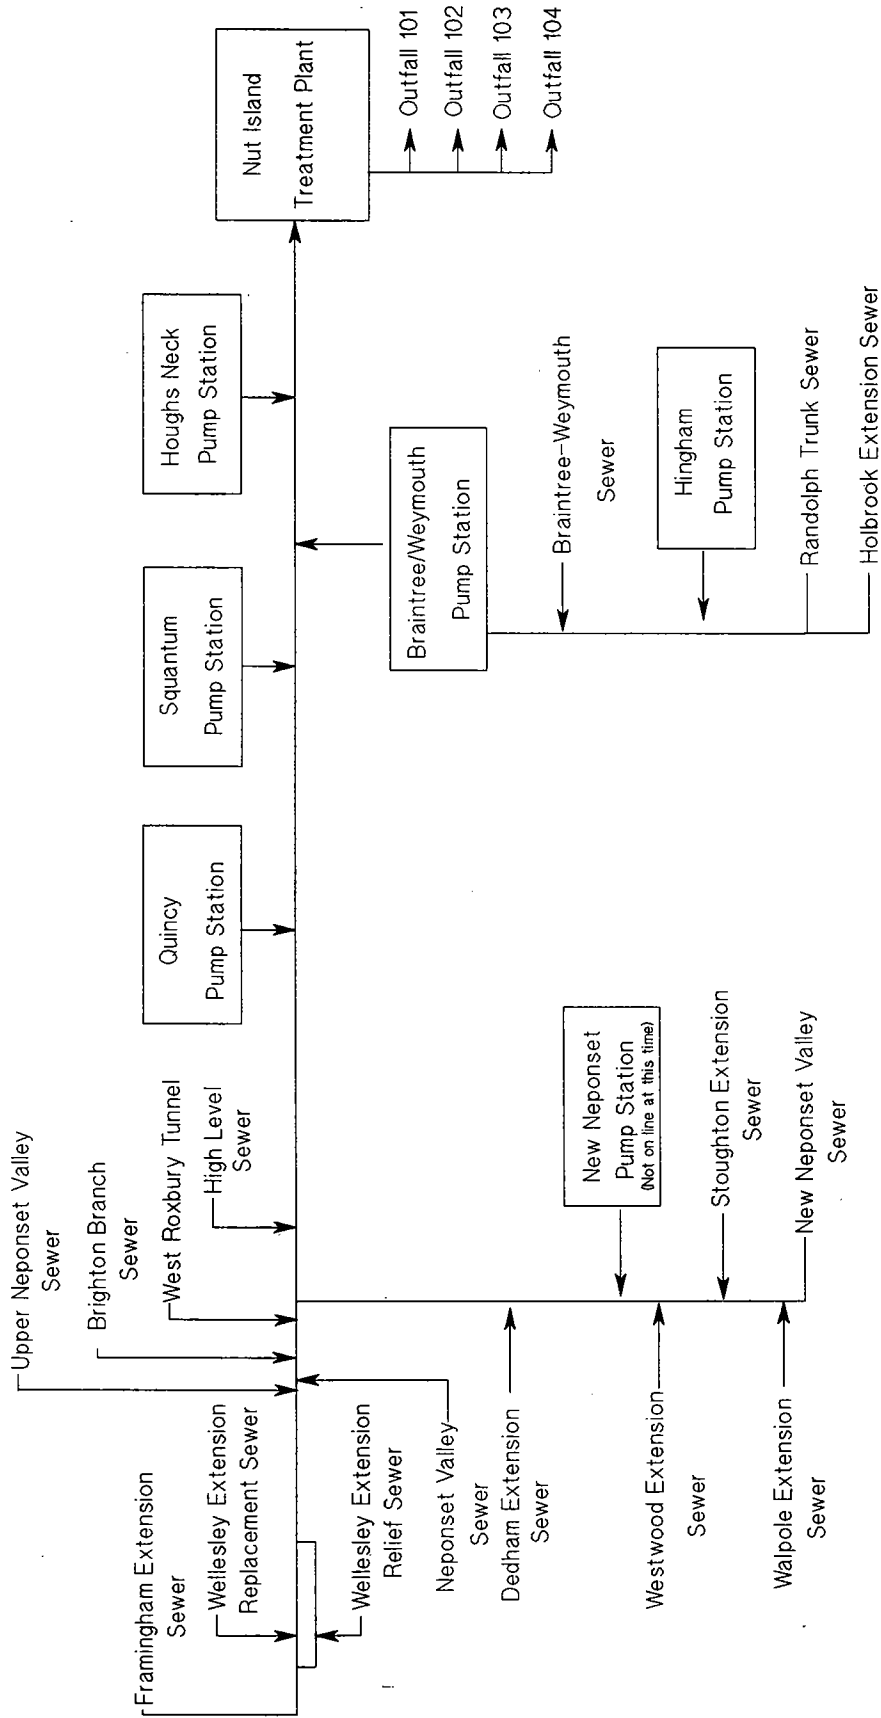 Framingham Extension
Sewer
Wellesley Extension
Replacement Sewer
Wellesley Extension
Relief Sewer
Upper Neponset Valley
Sewer
Brighton Branch
Sewer
West Roxbury Tunnel
High Level
Sewer
Neponset Valley
Sewer
Dedham Extension
Sewer
Westwood Extension
Sewer
Walpole Extension
Sewer
New Neponset
Pump Station
(Not on line at this time)
Stoughton Extension
Sewer
New Neponset Valley
Sewer
Quincy
Pump Station
Squantum
Pump Station
Houghs Neck
Pump Station
Braintree/Weymouth
Pump Station
Braintree-Weymouth
Sewer
Hingham
Pump Station
Randolph Trunk Sewer
Holbrook Extension Sewer
Nut Island
Treatment Plant
Outfall 101
Outfall 102
Outfall 103
Outfall 104